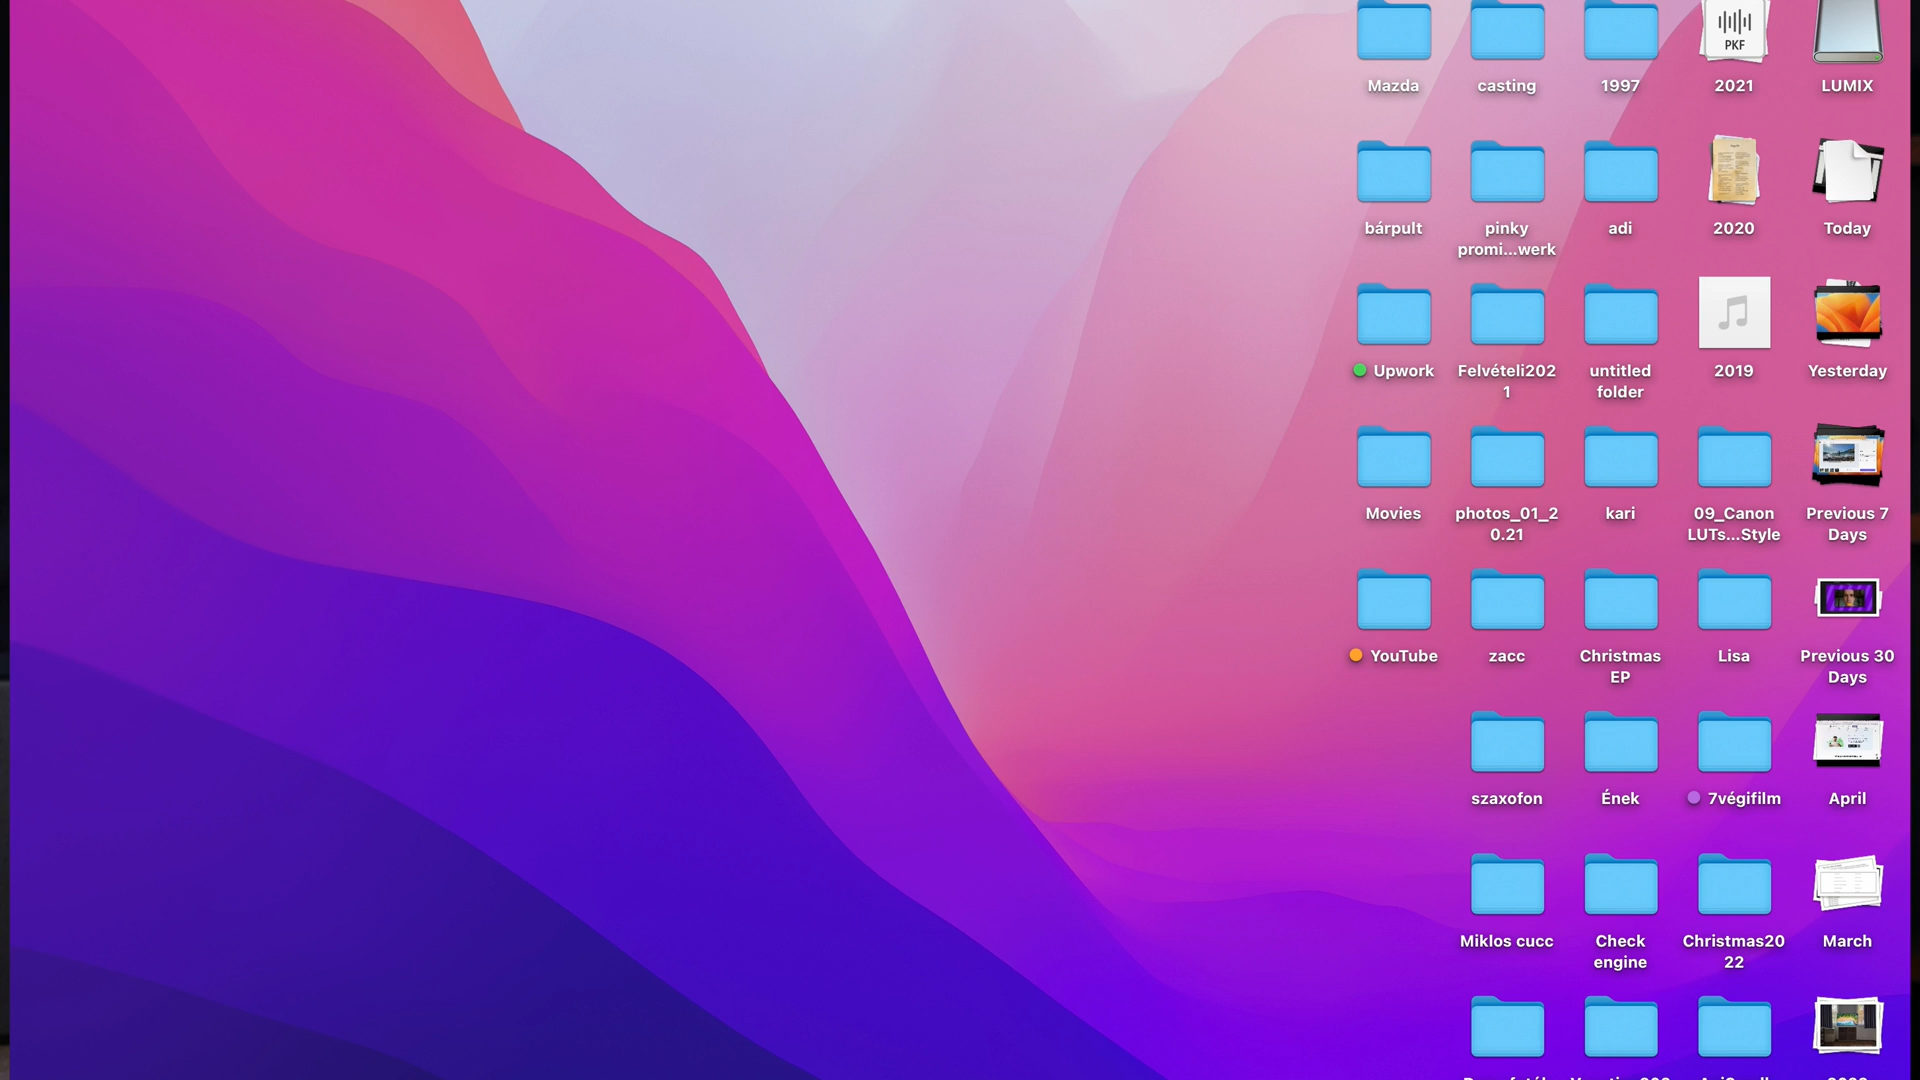 PKF
Mazda
casting
1997
2021
LUMIX
bárpult
pinky
promi...werk
adi
2020
Today
Upwork
Felvételi202
1
untitled
folder
2019
Yesterday
Movies
photos_01_2
0.21
kari
09_Canon
LUTs...Style
Previous 7
Days
YouTube
zacc
Christmas
EP
Lisa
Previous 30
Days
szaxofon
Ének
7végifilm
April
Miklos cucc
Check
engine
Christmas20
22
March